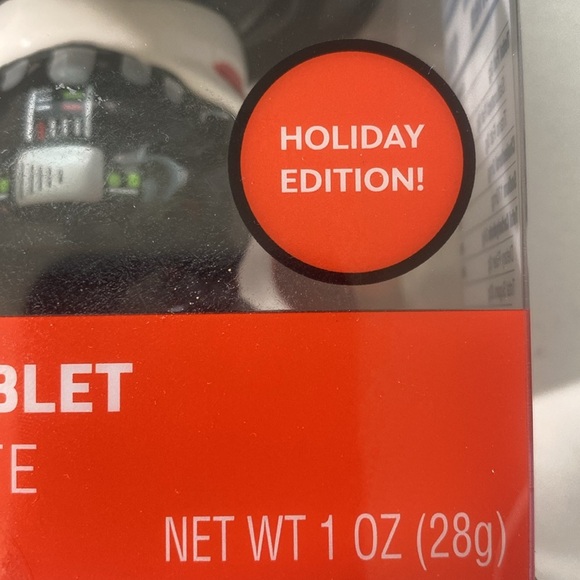 HOLIDAY
EDITION!
BLET
TE
NET WT 1 OZ (28g)